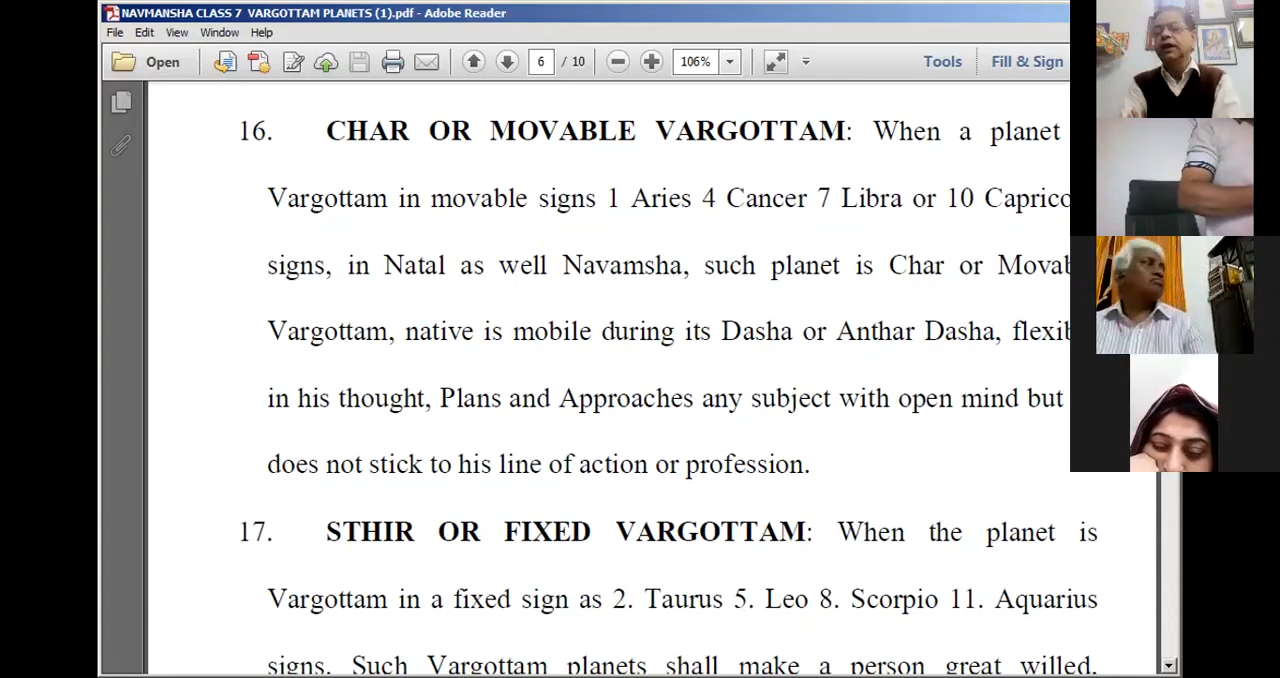 NAVMANSHA CLASS 7 VARGOTTAM PLANETS (1).pdf - Adobe Reader
File Edit View Window Help
Open 6 / 10 106% Tools Fill & Sign
16. CHAR OR MOVABLE VARGOTTAM: When a planet
Vargottam in movable signs 1 Aries 4 Cancer 7 Libra or 10 Caprico
signs, in Natal as well Navamsha, such planet is Char or Movab
Vargottam, native is mobile during its Dasha or Anthar Dasha, flexib
in his thought, Plans and Approaches any subject with open mind but
does not stick to his line of action or profession.
17. STHIR OR FIXED VARGOTTAM: When the planet is
Vargottam in a fixed sign as 2. Taurus 5. Leo 8. Scorpio 11. Aquarius
signs. Such Vargottam planets shall make a person great willed,